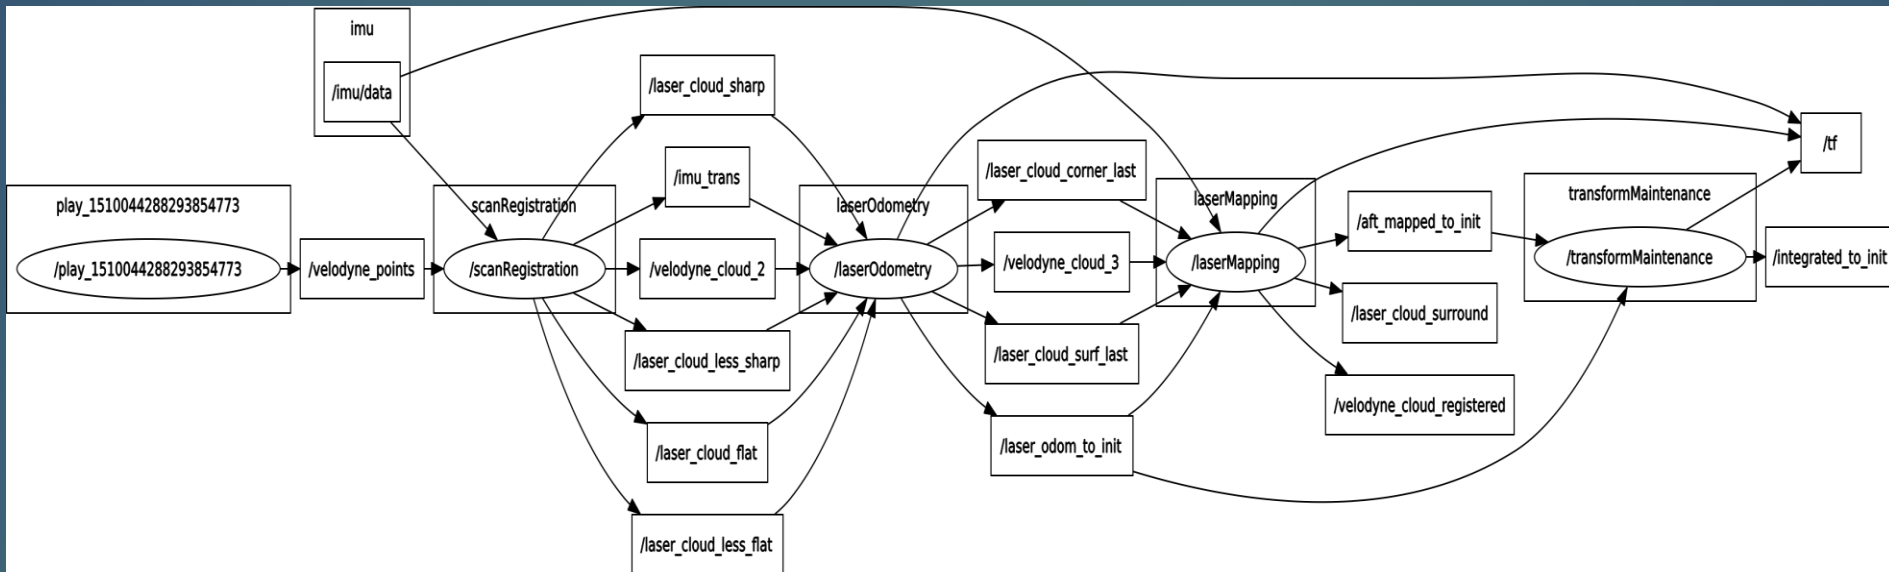 imu
/imu/data
play_1510044288293854773
/play_1510044288293854773
/velodyne_points
scanRegistration
/scanRegistration
/laser_cloud_sharp
/imu_trans
/velodyne_cloud_2
/laser_cloud_less_sharp
/laser_cloud_flat
/laser_cloud_less_flat
laserOdometry
/laserOdometry
/laser_cloud_corner_last
/velodyne_cloud_3
/laser_cloud_surf_last
/laser_odom_to_init
laserMapping
/laserMapping
/aft_mapped_to_init
/laser_cloud_surround
/velodyne_cloud_registered
transformMaintenance
/transformMaintenance
/tf
/integrated_to_init